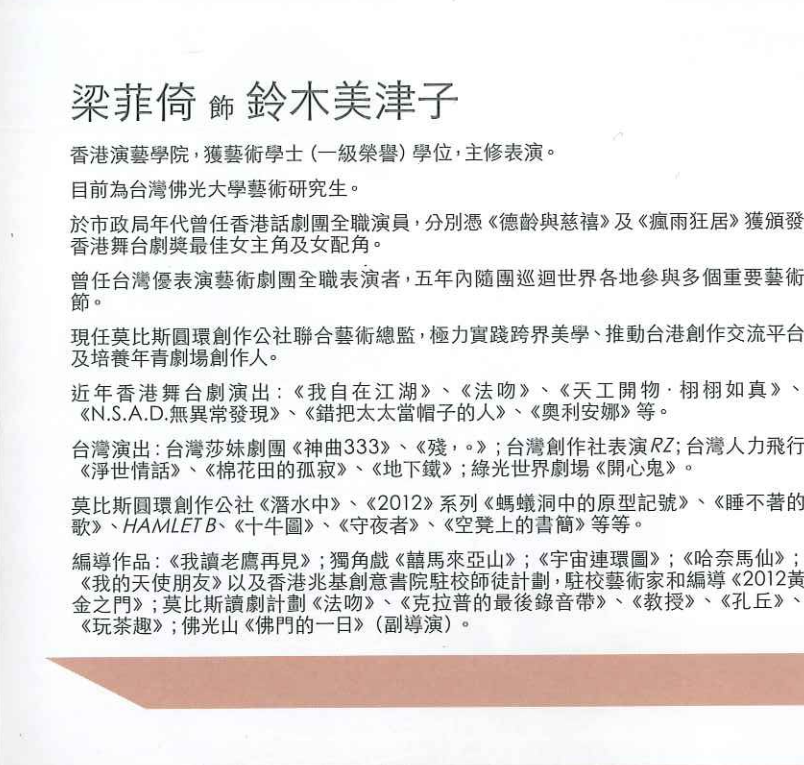 梁菲倚 飾 鈴木美津子
香港演藝學院，獲藝術學士 (一級榮譽) 學位，主修表演。
目前為台灣佛光大學藝術研究生。
於市政局年代曾任香港話劇團全職演員，分別憑《德齡與慈禧》及《瘋雨狂居》獲頒發
香港舞台劇獎最佳女主角及女配角。
曾任台灣優表演藝術劇團全職表演者，五年內隨團巡迴世界各地參與多個重要藝術
節。
現任莫比斯圓環創作公社聯合藝術總監，極力實踐跨界美學、推動台港創作交流平台
及培養年青劇場創作人。
近年香港舞台劇演出：《我自在江湖》、《法吻》、《天工開物．栩栩如真》、
《N.S.A.D.無異常發現》、《錯把太太當帽子的人》、《奧利安娜》等。
台灣演出：台灣莎妹劇團《神曲333》、《殘，。》；台灣創作社表演RZ；台灣人力飛行
《淨世情話》、《棉花田的孤寂》、《地下鐵》；綠光世界劇場《開心鬼》。
莫比斯圓環創作公社《潛水中》、《2012》系列《螞蟻洞中的原型記號》、《睡不著的
歌》、HAMLET B、《十牛圖》、《守夜者》、《空凳上的書簡》等等。
編導作品：《我讀老鷹再見》；獨角戲《囍馬來亞山》；《宇宙連環圖》；《哈奈馬仙》；
《我的天使朋友》以及香港兆基創意書院駐校師徒計劃，駐校藝術家和編導《2012黃
金之門》；莫比斯讀劇計劃《法吻》、《克拉普的最後錄音帶》、《教授》、《孔丘》、
《玩茶趣》；佛光山《佛門的一日》（副導演）。